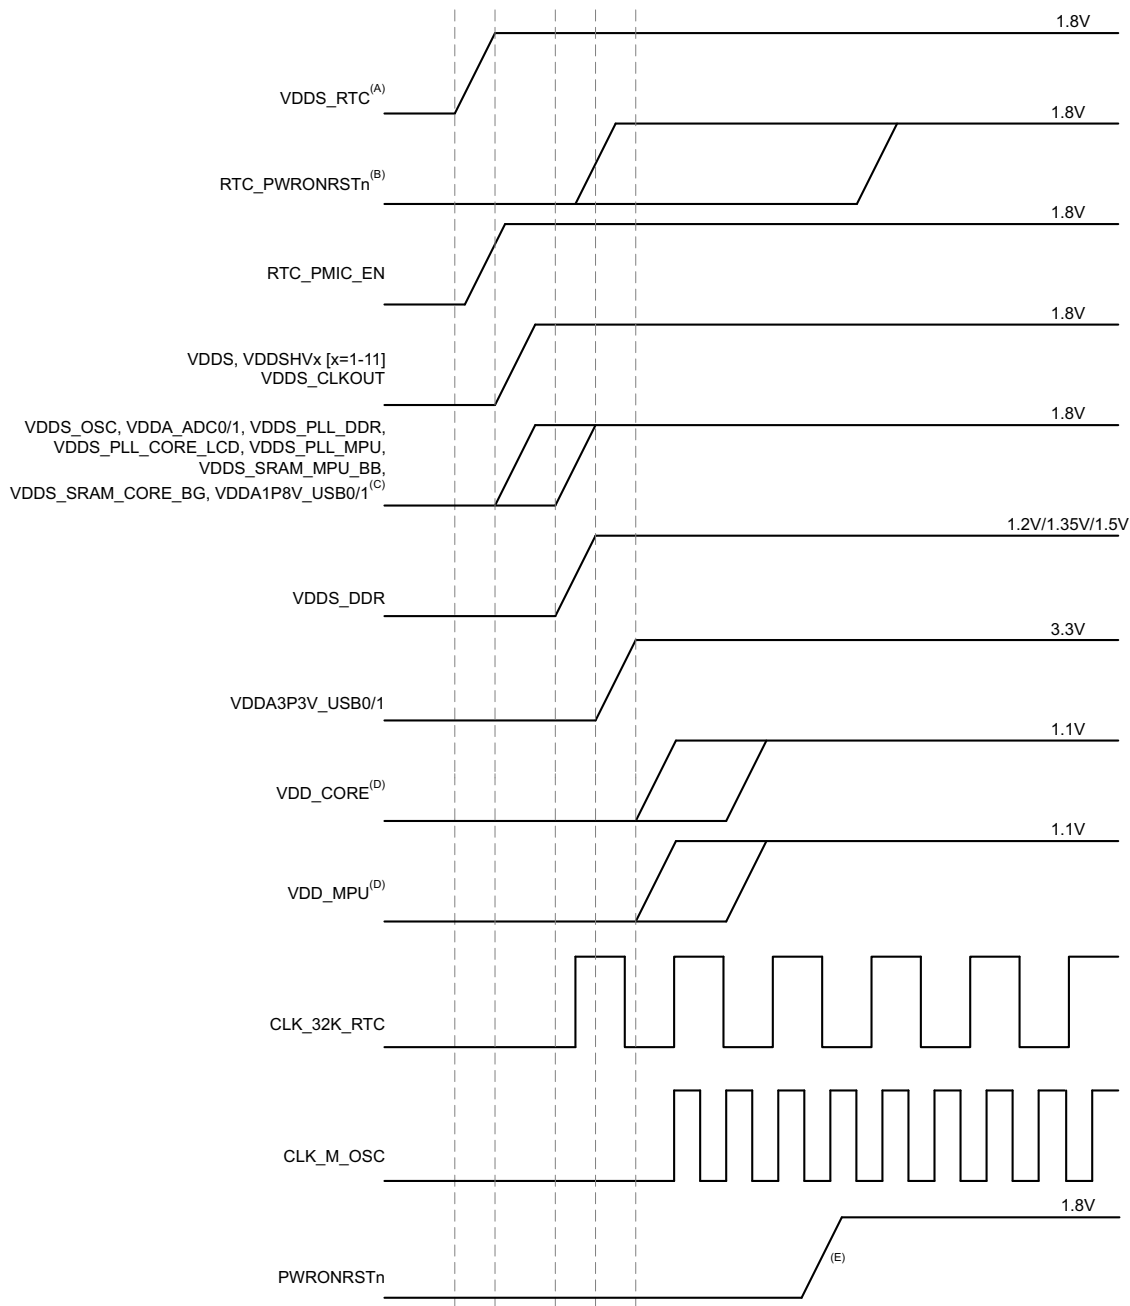 1.8V
VDDS_RTC(A)
1.8V
RTC_PWRONRSTn(B)
1.8V
RTC_PMIC_EN
1.8V
VDDS, VDDSHVx [x=1-11]
VDDS_CLKOUT
1.8V
VDDS_OSC, VDDA_ADC0/1, VDDS_PLL_DDR,
VDDS_PLL_CORE_LCD, VDDS_PLL_MPU,
VDDS_SRAM_MPU_BB,
VDDS_SRAM_CORE_BG, VDDA1P8V_USB0/1(C)
1.2V/1.35V/1.5V
VDDS_DDR
3.3V
VDDA3P3V_USB0/1
1.1V
VDD_CORE(D)
1.1V
VDD_MPU(D)
CLK_32K_RTC
CLK_M_OSC
1.8V
(E)
PWRONRSTn